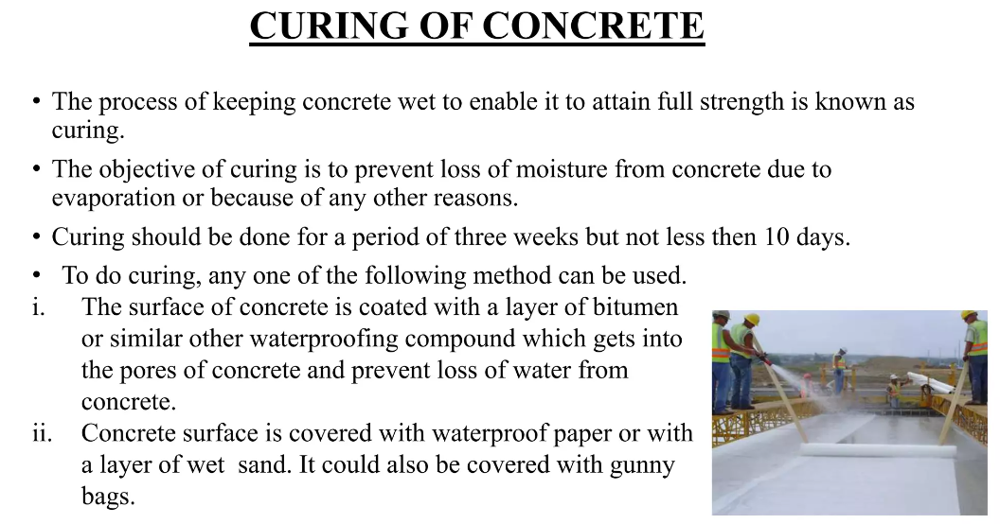 CURING OF CONCRETE
• The process of keeping concrete wet to enable it to attain full strength is known as
curing.
• The objective of curing is to prevent loss of moisture from concrete due to
evaporation or because of any other reasons.
• Curing should be done for a period of three weeks but not less then 10 days.
• To do curing, any one of the following method can be used.
i. The surface of concrete is coated with a layer of bitumen
or similar other waterproofing compound which gets into
the pores of concrete and prevent loss of water from
concrete.
ii. Concrete surface is covered with waterproof paper or with
a layer of wet  sand. It could also be covered with gunny
bags.